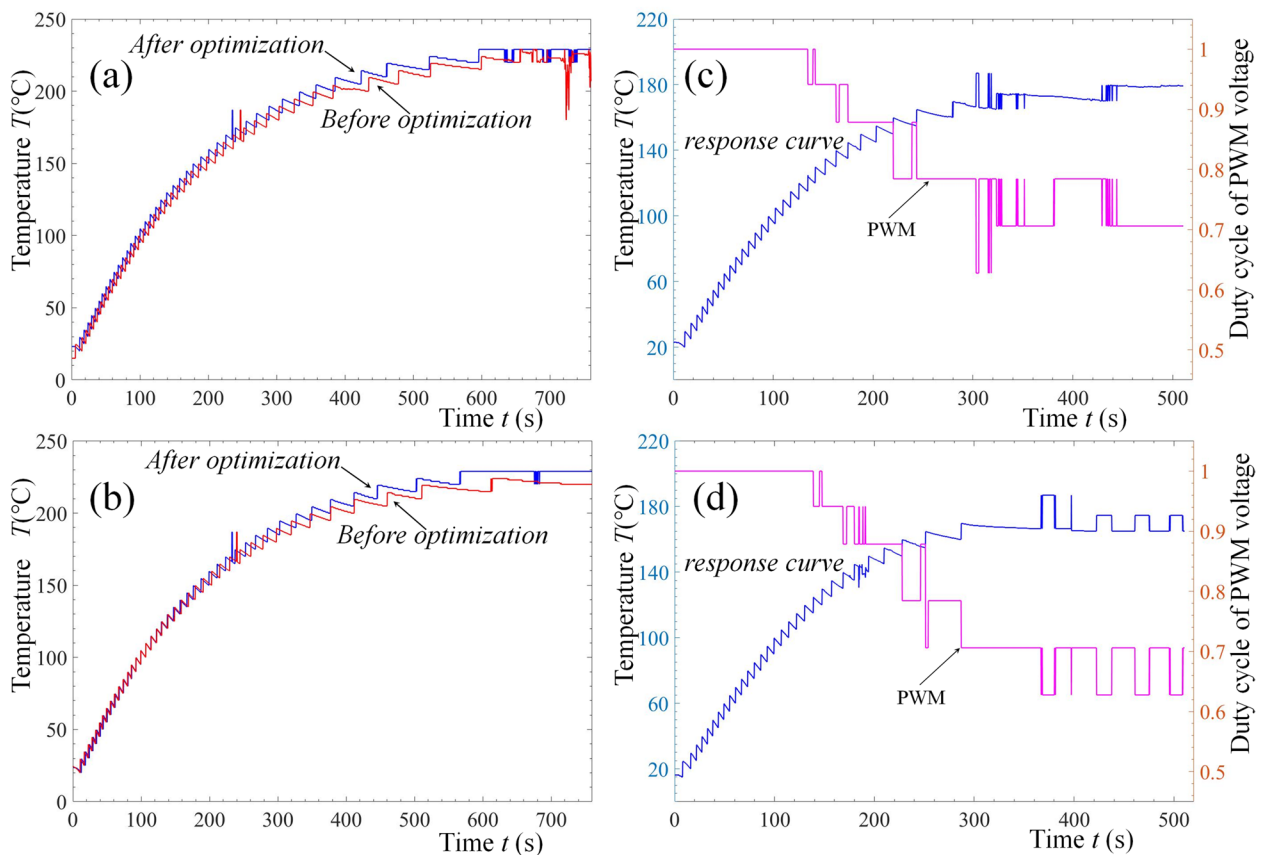 (a)
After optimization
Before optimization
Temperature T(°C)
250
200
150
100
50
0
0 100 200 300 400 500 600 700
Time t (s)
(c)
response curve
PWM
Temperature T(°C)
220
180
140
100
60
20
Duty cycle of PWM voltage
1
0.9
0.8
0.7
0.6
0.5
0 100 200 300 400 500
Time t (s)
(b)
After optimization
Before optimization
Temperature T(°C)
250
200
150
100
50
0
0 100 200 300 400 500 600 700
Time t (s)
(d)
response curve
PWM
Temperature T(°C)
220
180
140
100
60
20
Duty cycle of PWM voltage
1
0.9
0.8
0.7
0.6
0.5
0 100 200 300 400 500
Time t (s)